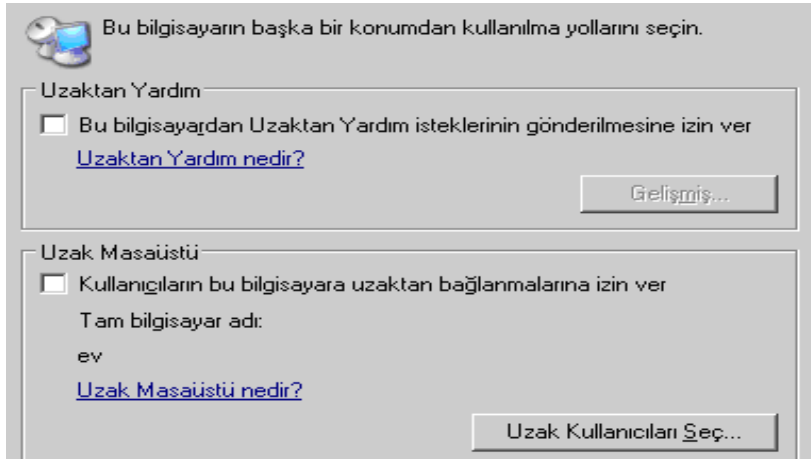 Bu bilgisayarın başka bir konumdan kullanılma yollarını seçin.
Uzaktan Yardım
Bu bilgisayardan Uzaktan Yardım isteklerinin gönderilmesine izin ver
Uzaktan Yardım nedir?
Gelişmiş...
Uzak Masaüstü
Kullanıcıların bu bilgisayara uzaktan bağlanmalarına izin ver
Tam bilgisayar adı:
ev
Uzak Masaüstü nedir?
Uzak Kullanıcıları Seç...